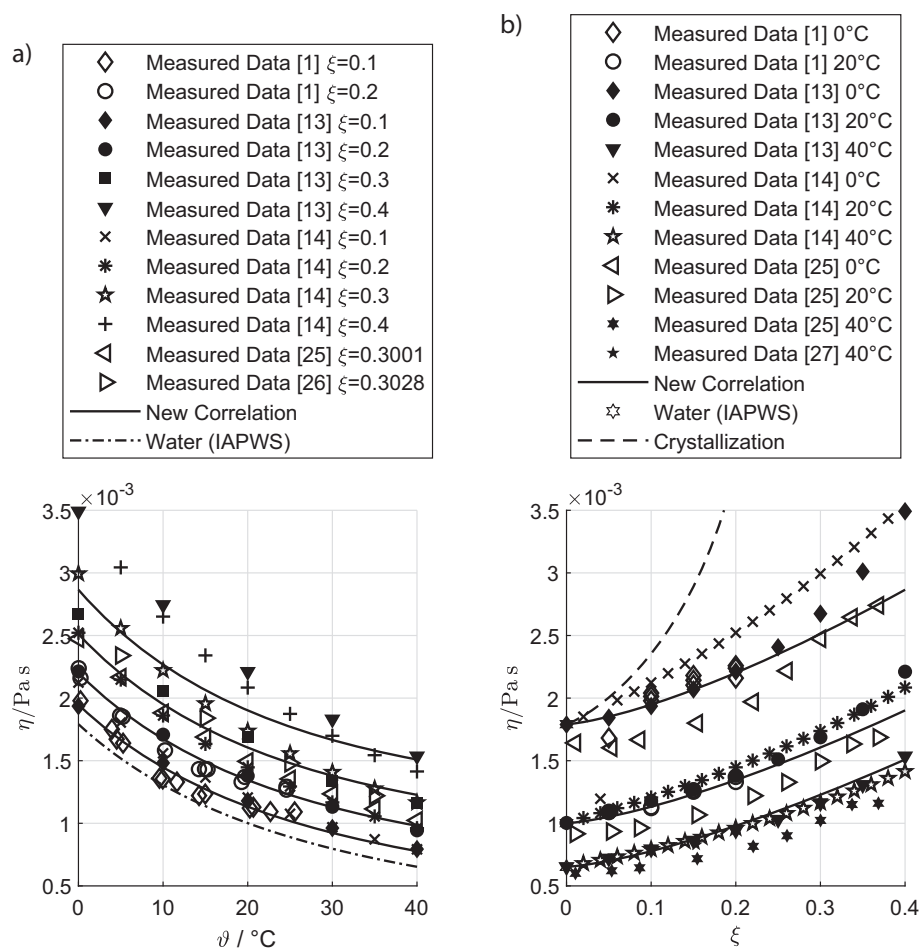 a)
Measured Data [1] ξ=0.1
Measured Data [1] ξ=0.2
Measured Data [13] ξ=0.1
Measured Data [13] ξ=0.2
Measured Data [13] ξ=0.3
Measured Data [13] ξ=0.4
Measured Data [14] ξ=0.1
Measured Data [14] ξ=0.2
Measured Data [14] ξ=0.3
Measured Data [14] ξ=0.4
Measured Data [25] ξ=0.3001
Measured Data [26] ξ=0.3028
New Correlation
Water (IAPWS)
×10⁻³
3.5
3
2.5
2
1.5
1
0.5
η/Pa s
0 10 20 30 40
ϑ / °C
b)
Measured Data [1] 0°C
Measured Data [1] 20°C
Measured Data [13] 0°C
Measured Data [13] 20°C
Measured Data [13] 40°C
Measured Data [14] 0°C
Measured Data [14] 20°C
Measured Data [14] 40°C
Measured Data [25] 0°C
Measured Data [25] 20°C
Measured Data [25] 40°C
Measured Data [27] 40°C
New Correlation
Water (IAPWS)
Crystallization
×10⁻³
3.5
3
2.5
2
1.5
1
0.5
η/Pa s
0 0.1 0.2 0.3 0.4
ξ